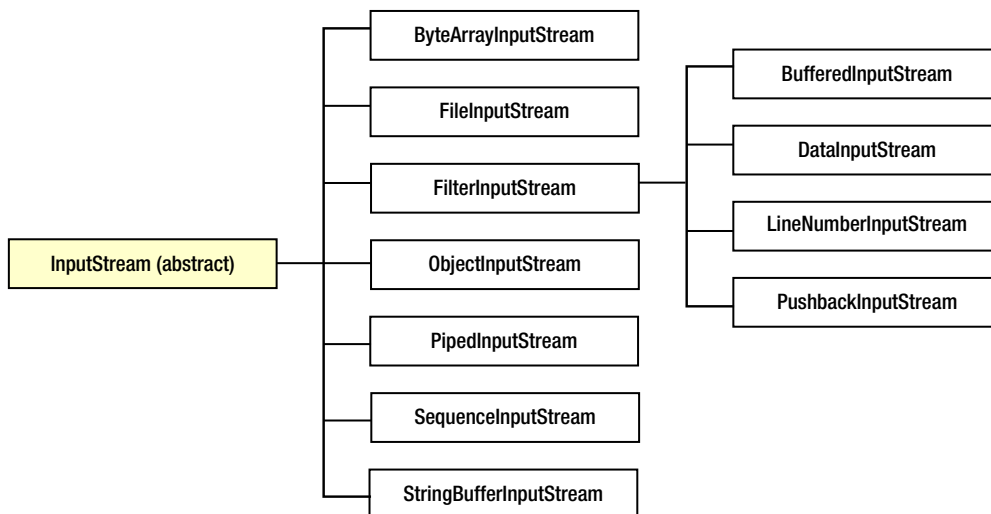 InputStream (abstract)
ByteArrayInputStream
FileInputStream
FilterInputStream
ObjectInputStream
PipedInputStream
SequenceInputStream
StringBufferInputStream
BufferedInputStream
DataInputStream
LineNumberInputStream
PushbackInputStream